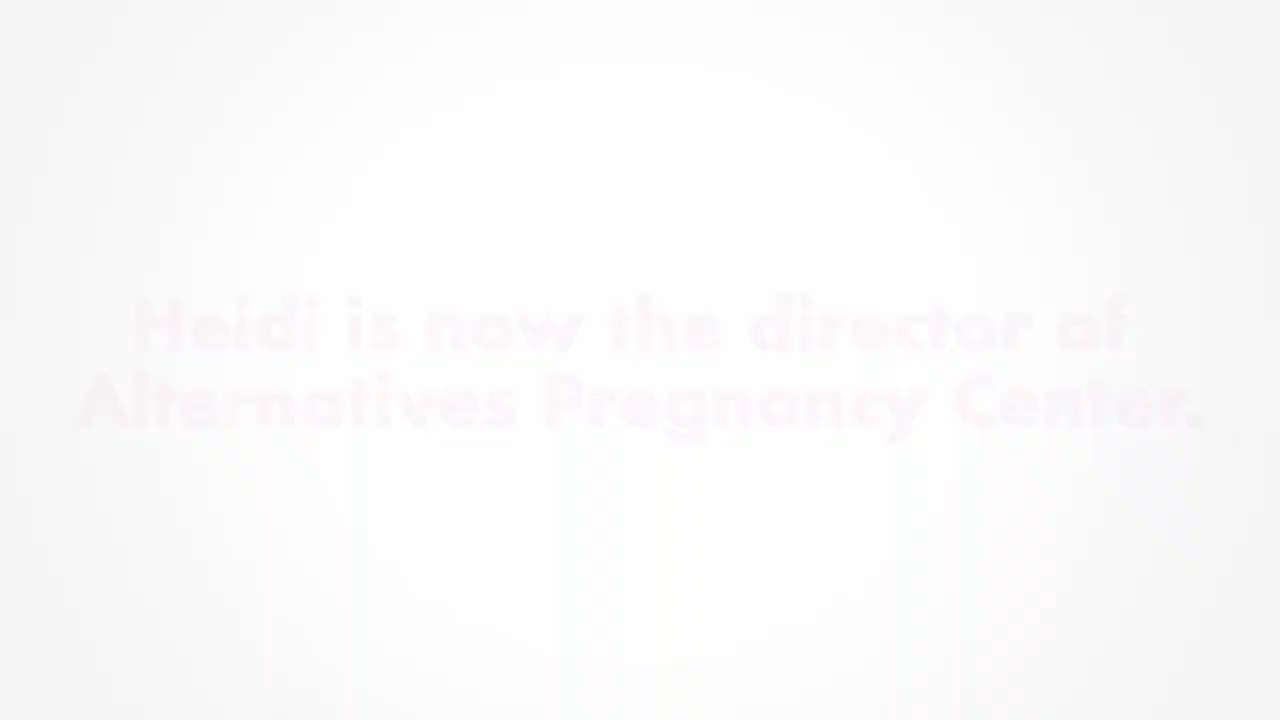 Heidi is now the director of
Alternatives Pregnancy Center.